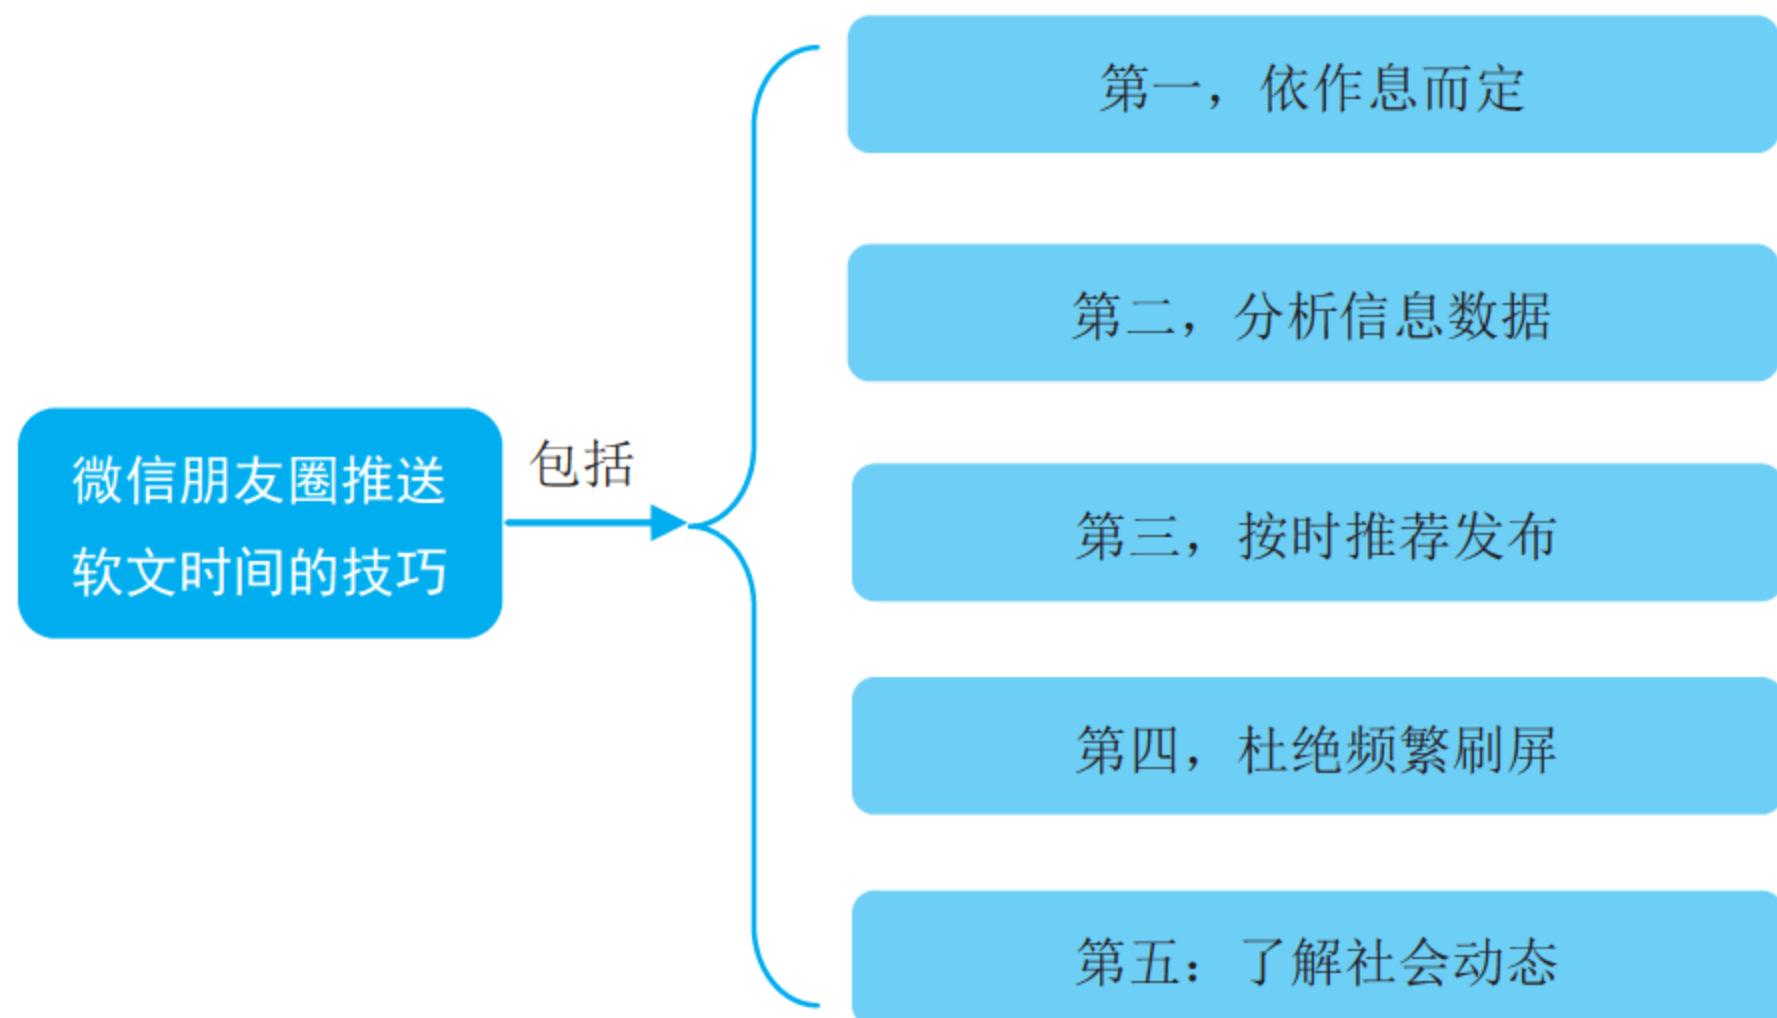 微信朋友圈推送
软文时间的技巧
包括
第一，依作息而定
第二，分析信息数据
第三，按时推荐发布
第四，杜绝频繁刷屏
第五：了解社会动态